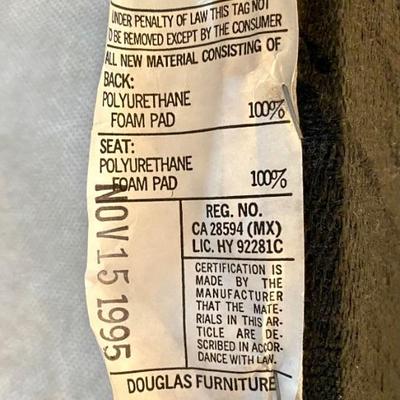 UNDER PENALTY OF LAW THIS TAG NOT
BE REMOVED EXCEPT BY THE CONSUMER
ALL NEW MATERIAL CONSISTING OF
BACK:
POLYURETHANE
FOAM PAD 100%
SEAT:
POLYURETHANE
FOAM PAD 100%
NOV 15 1995
REG. NO.
CA 28594 (MX)
LIC. HY 92281C
CERTIFICATION IS
MADE BY THE
MANUFACTURER
THAT THE MATE-
RIALS IN THIS AR-
TICLE ARE DE-
SCRIBED IN ACCOR-
DANCE WITH LAW.
DOUGLAS FURNITURE